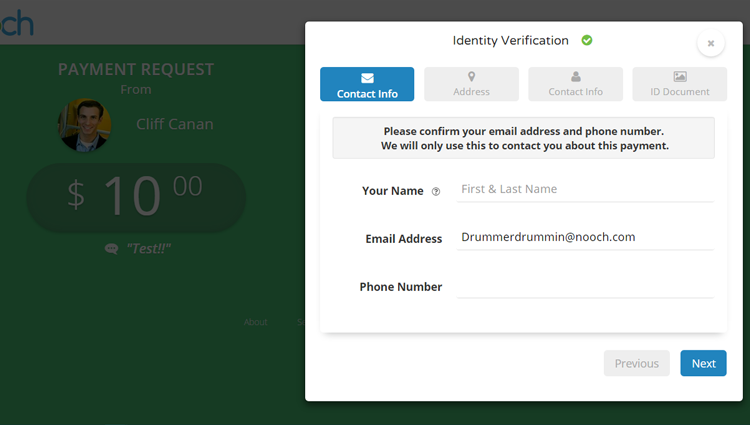 och
PAYMENT REQUEST
From
Cliff Canan
$ 10 00
"Test!!"
About
Identity Verification
×
Contact Info
Address
Contact Info
ID Document
Please confirm your email address and phone number.
We will only use this to contact you about this payment.
Your Name ? First & Last Name
Email Address Drummerdrummin@nooch.com
Phone Number
Previous
Next